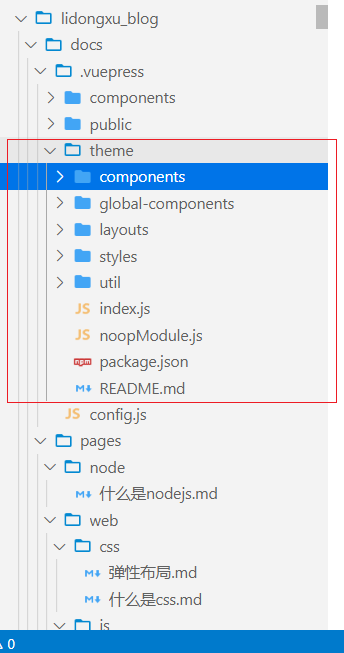 lidongxu_blog
docs
.vuepress
components
public
theme
components
global-components
layouts
styles
util
JS index.js
JS noopModule.js
npm package.json
M README.md
JS config.js
pages
node
M 什么是nodejs.md
web
css
M 弹性布局.md
M 什么是css.md
js
0